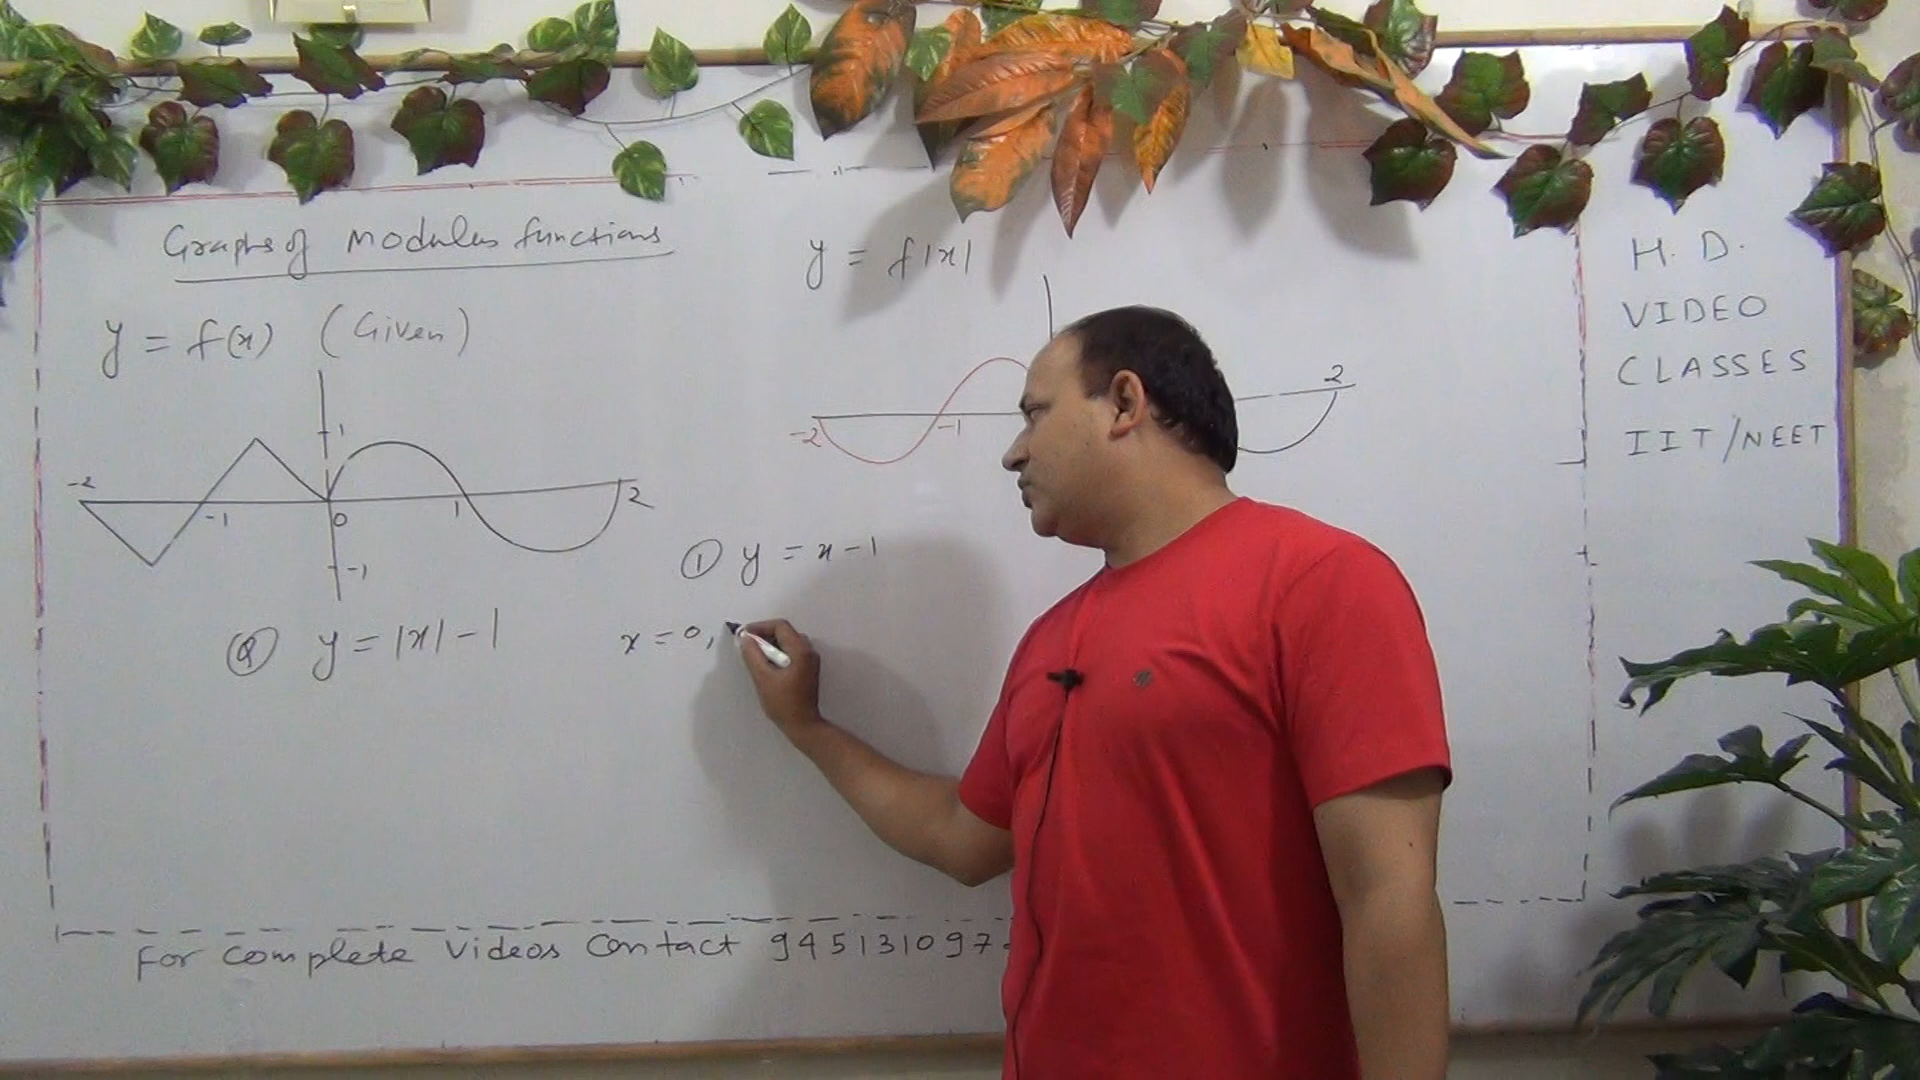 Graphs of modulus functions
y = f(x) (Given)
1
-2
-1
0
1
2
-1
Q y = |x| - 1
y = f|x|
-2
-1
2
① y = x - 1
x = 0,
H. D.
VIDEO
CLASSES
IIT/NEET
For complete videos contact 945131097